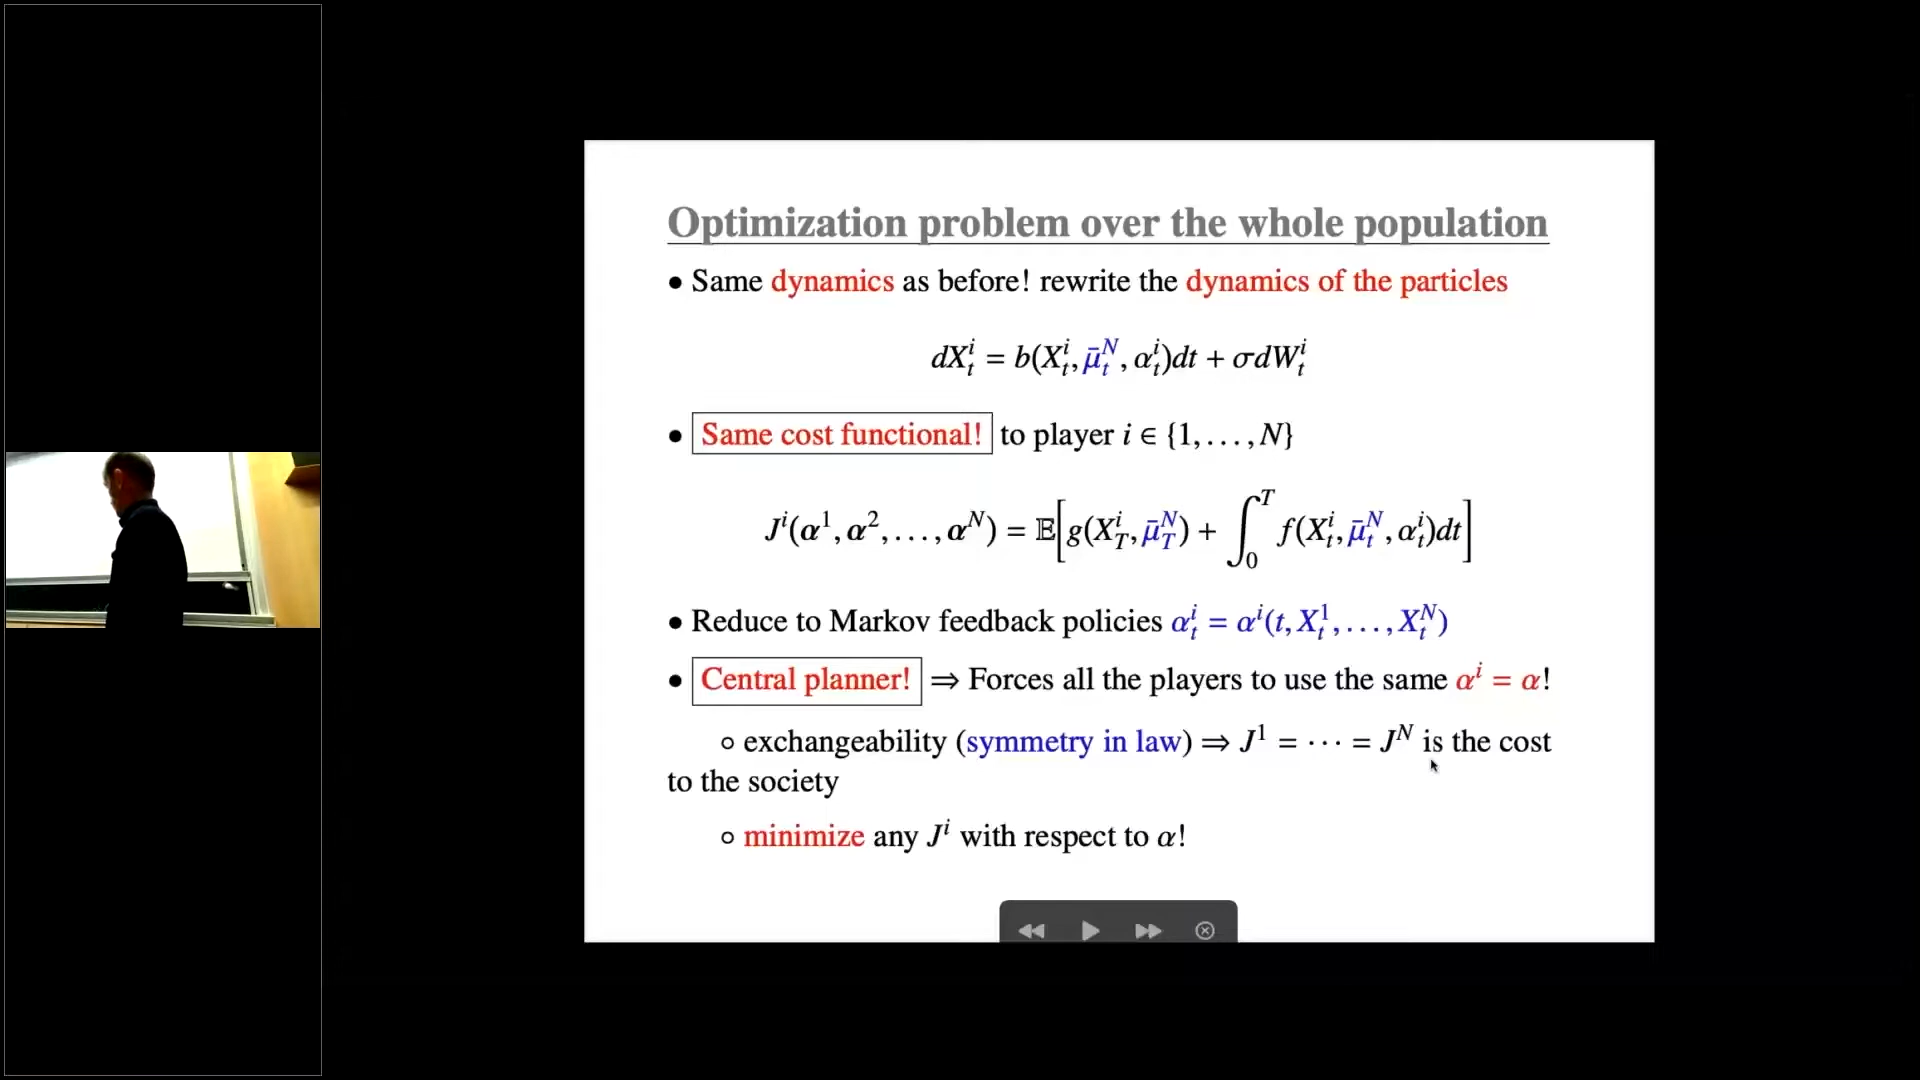 Optimization problem over the whole population
• Same dynamics as before! rewrite the dynamics of the particles
dX_t^i = b(X_t^i, μ̄_t^N, α_t^i)dt + σdW_t^i
• Same cost functional! to player i ∈ {1, . . . , N}
J^i(α^1, α^2, . . . , α^N) = 𝔼[g(X_T^i, μ̄_T^N) + ∫_0^T f(X_t^i, μ̄_t^N, α_t^i)dt]
• Reduce to Markov feedback policies α_t^i = α^i(t, X_t^1, . . . , X_t^N)
• Central planner! ⇒ Forces all the players to use the same α^i = α!
◦ exchangeability (symmetry in law) ⇒ J^1 = · · · = J^N is the cost
to the society
◦ minimize any J^i with respect to α!